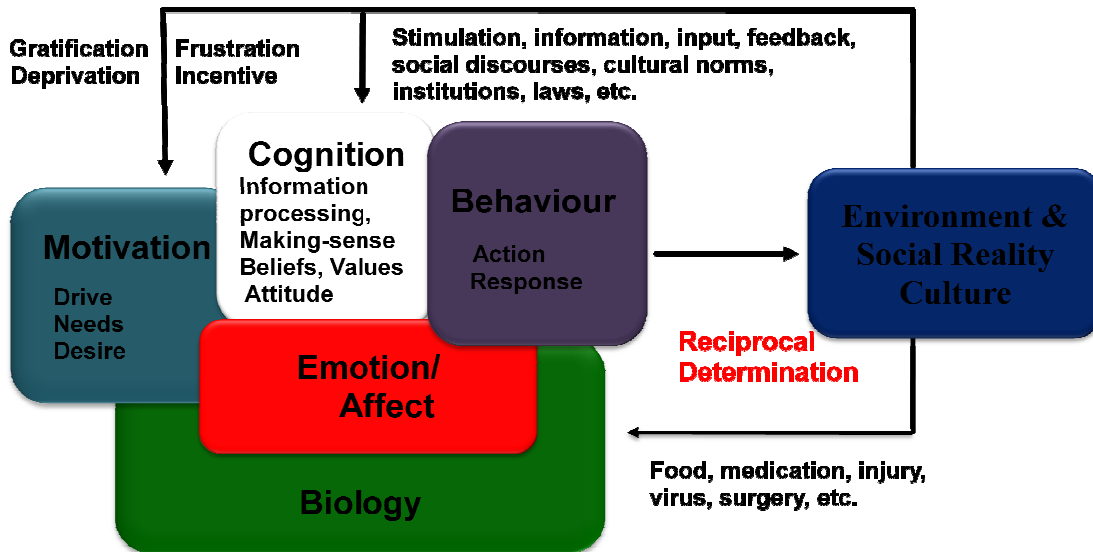 Gratification
Deprivation
Frustration
Incentive
Stimulation, information, input, feedback,
social discourses, cultural norms,
institutions, laws, etc.
Cognition
Information
processing,
Making-sense
Beliefs, Values
Attitude
Behaviour
Action
Response
Motivation
Drive
Needs
Desire
Environment &
Social Reality
Culture
Emotion/
Affect
Reciprocal
Determination
Biology
Food, medication, injury,
virus, surgery, etc.